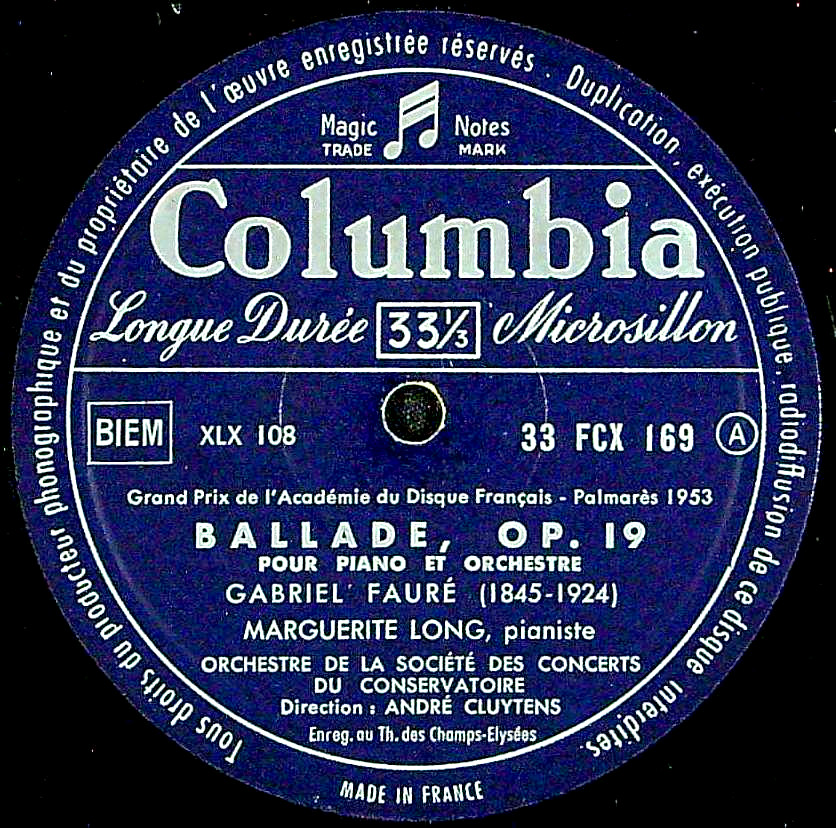 Tous droits du producteur phonographique et du propriétaire de l'œuvre enregistrée réservés . Duplication, exécution publique, radiodiffusion de ce disque interdites.
Magic Notes
TRADE MARK
Columbia
Longue Durée 33⅓ Microsillon
BIEM XLX 108 33 FCX 169 A
Grand Prix de l'Académie du Disque Français - Palmarès 1953
BALLADE, OP. 19
POUR PIANO ET ORCHESTRE
GABRIEL FAURÉ (1845-1924)
MARGUERITE LONG, pianiste
ORCHESTRE DE LA SOCIÉTÉ DES CONCERTS
DU CONSERVATOIRE
Direction : ANDRÉ CLUYTENS
Enreg. au Th. des Champs-Elysées
MADE IN FRANCE